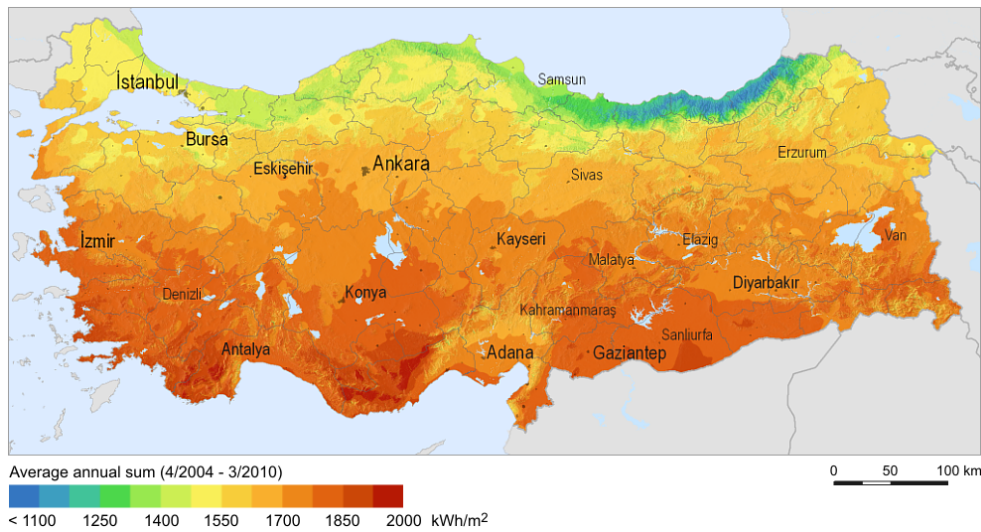 Samsun
İstanbul
Bursa
Eskişehir
Ankara
Sivas
Erzurum
İzmir
Kayseri
Elazig
Van
Malatya
Denizli
Konya
Diyarbakır
Kahramanmaraş
Antalya
Adana
Gaziantep
Sanliurfa
Average annual sum (4/2004 - 3/2010)
0 50 100 km
< 1100 1250 1400 1550 1700 1850 2000 kWh/m2